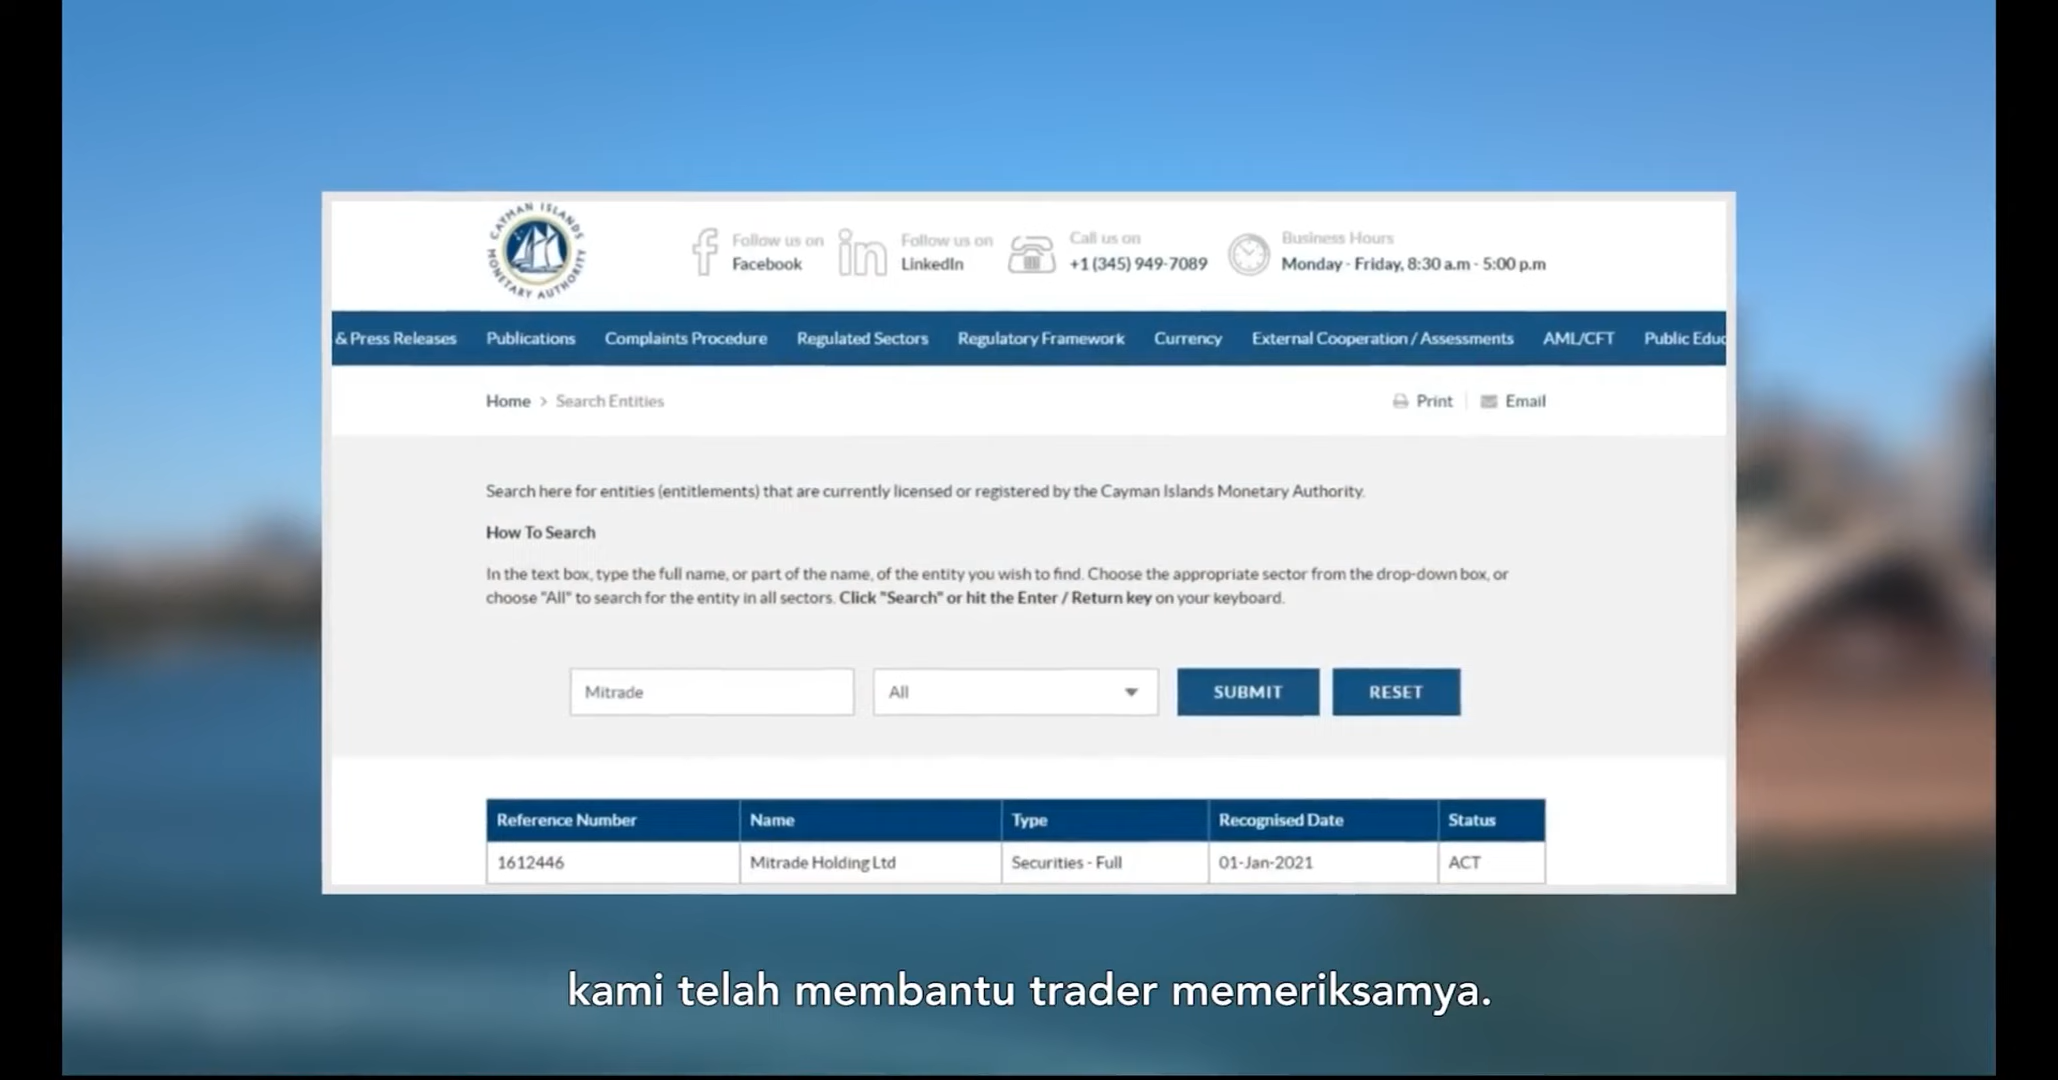 CAYMAN ISLANDS
MONETARY AUTHORITY
Follow us on
Facebook
Follow us on
LinkedIn
Call us on
+1 (345) 949-7089
Business Hours
Monday - Friday, 8:30 a.m - 5:00 p.m
& Press Releases Publications Complaints Procedure Regulated Sectors Regulatory Framework Currency External Cooperation / Assessments AML/CFT Public Educ
Home > Search Entities
Print | Email
Search here for entities (entitlements) that are currently licensed or registered by the Cayman Islands Monetary Authority.
How To Search
In the text box, type the full name, or part of the name, of the entity you wish to find. Choose the appropriate sector from the drop-down box, or
choose "All" to search for the entity in all sectors. Click "Search" or hit the Enter / Return key on your keyboard.
Mitrade All SUBMIT RESET
Reference Number Name Type Recognised Date Status
1612446 Mitrade Holding Ltd Securities - Full 01-Jan-2021 ACT
kami telah membantu trader memeriksamya.